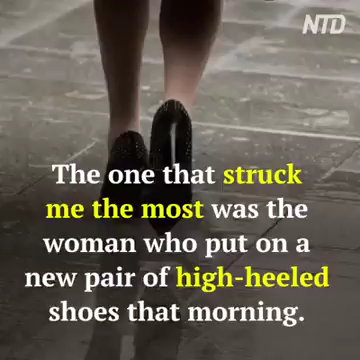 NTD
The one that struck
me the most was the
woman who put on a
new pair of high-heeled
shoes that morning.